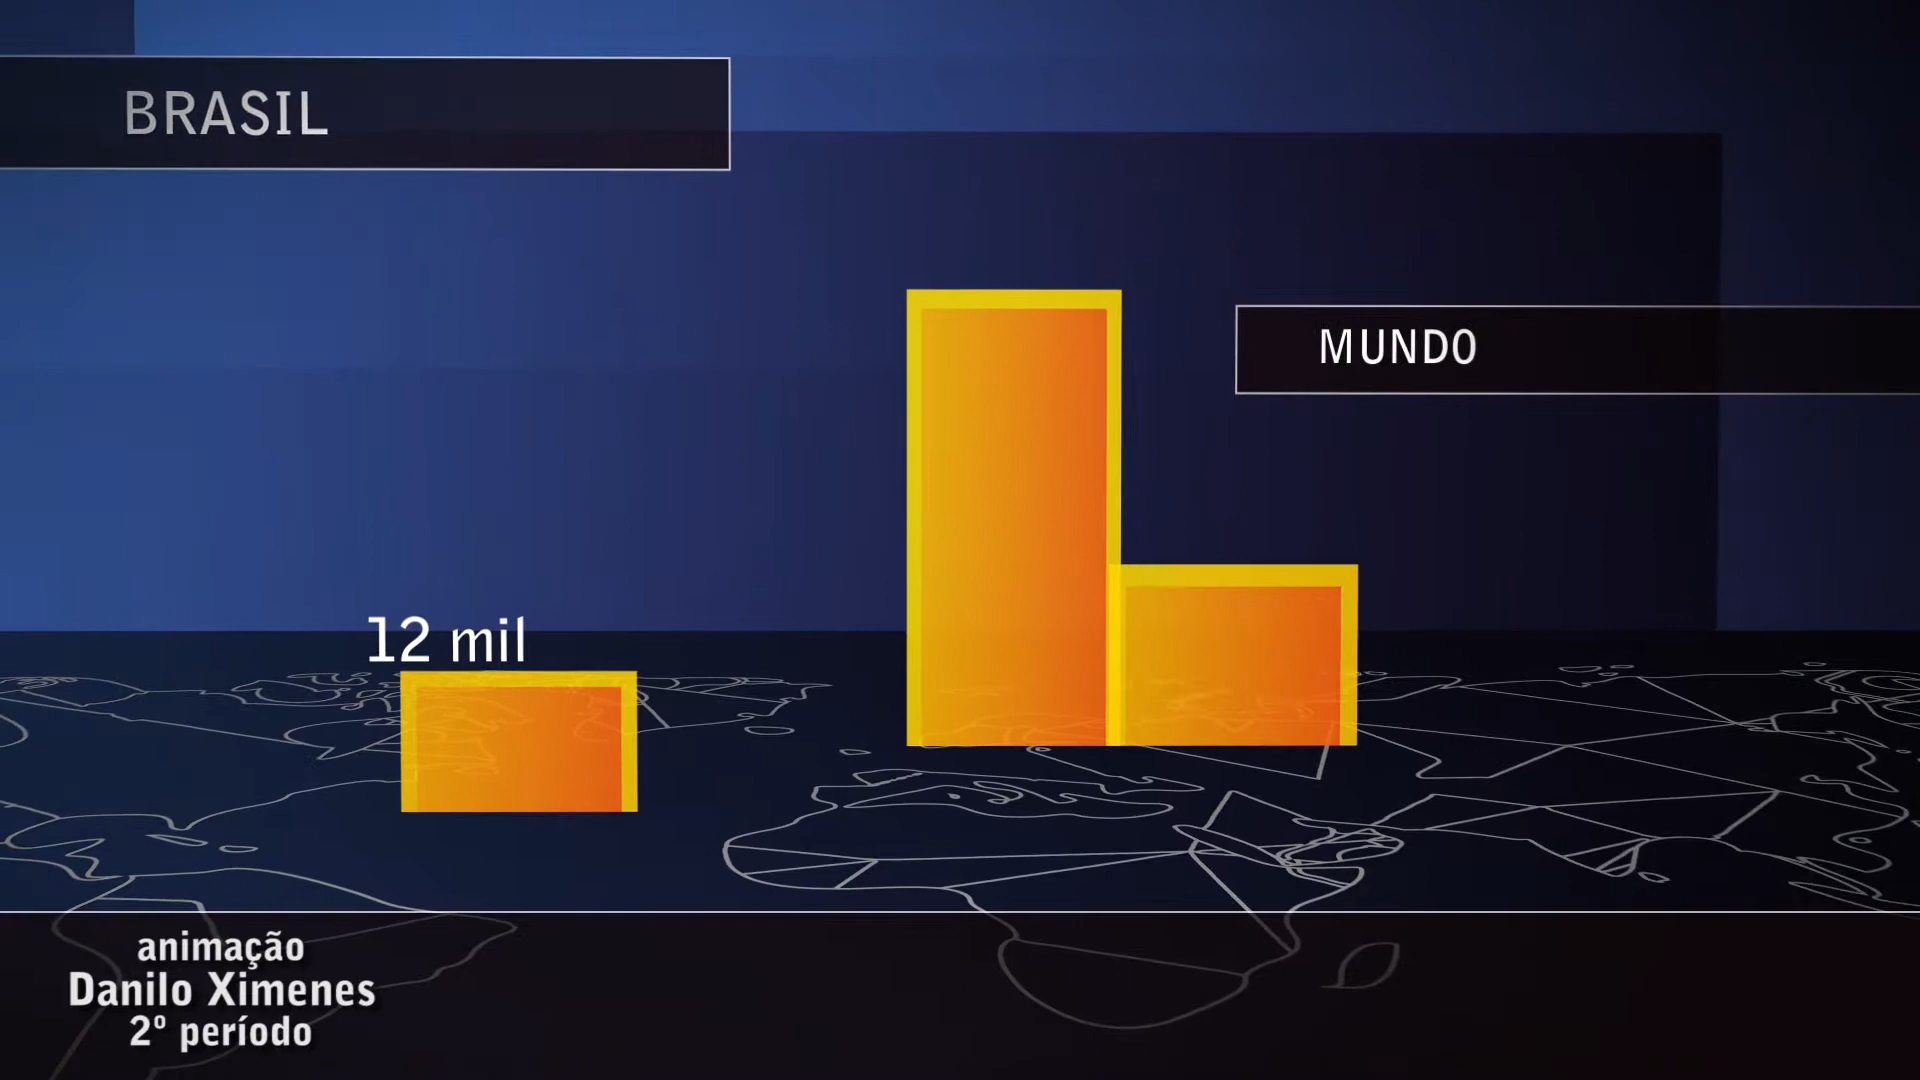 BRASIL
MUNDO
12 mil
animação
Danilo Ximenes
2º período